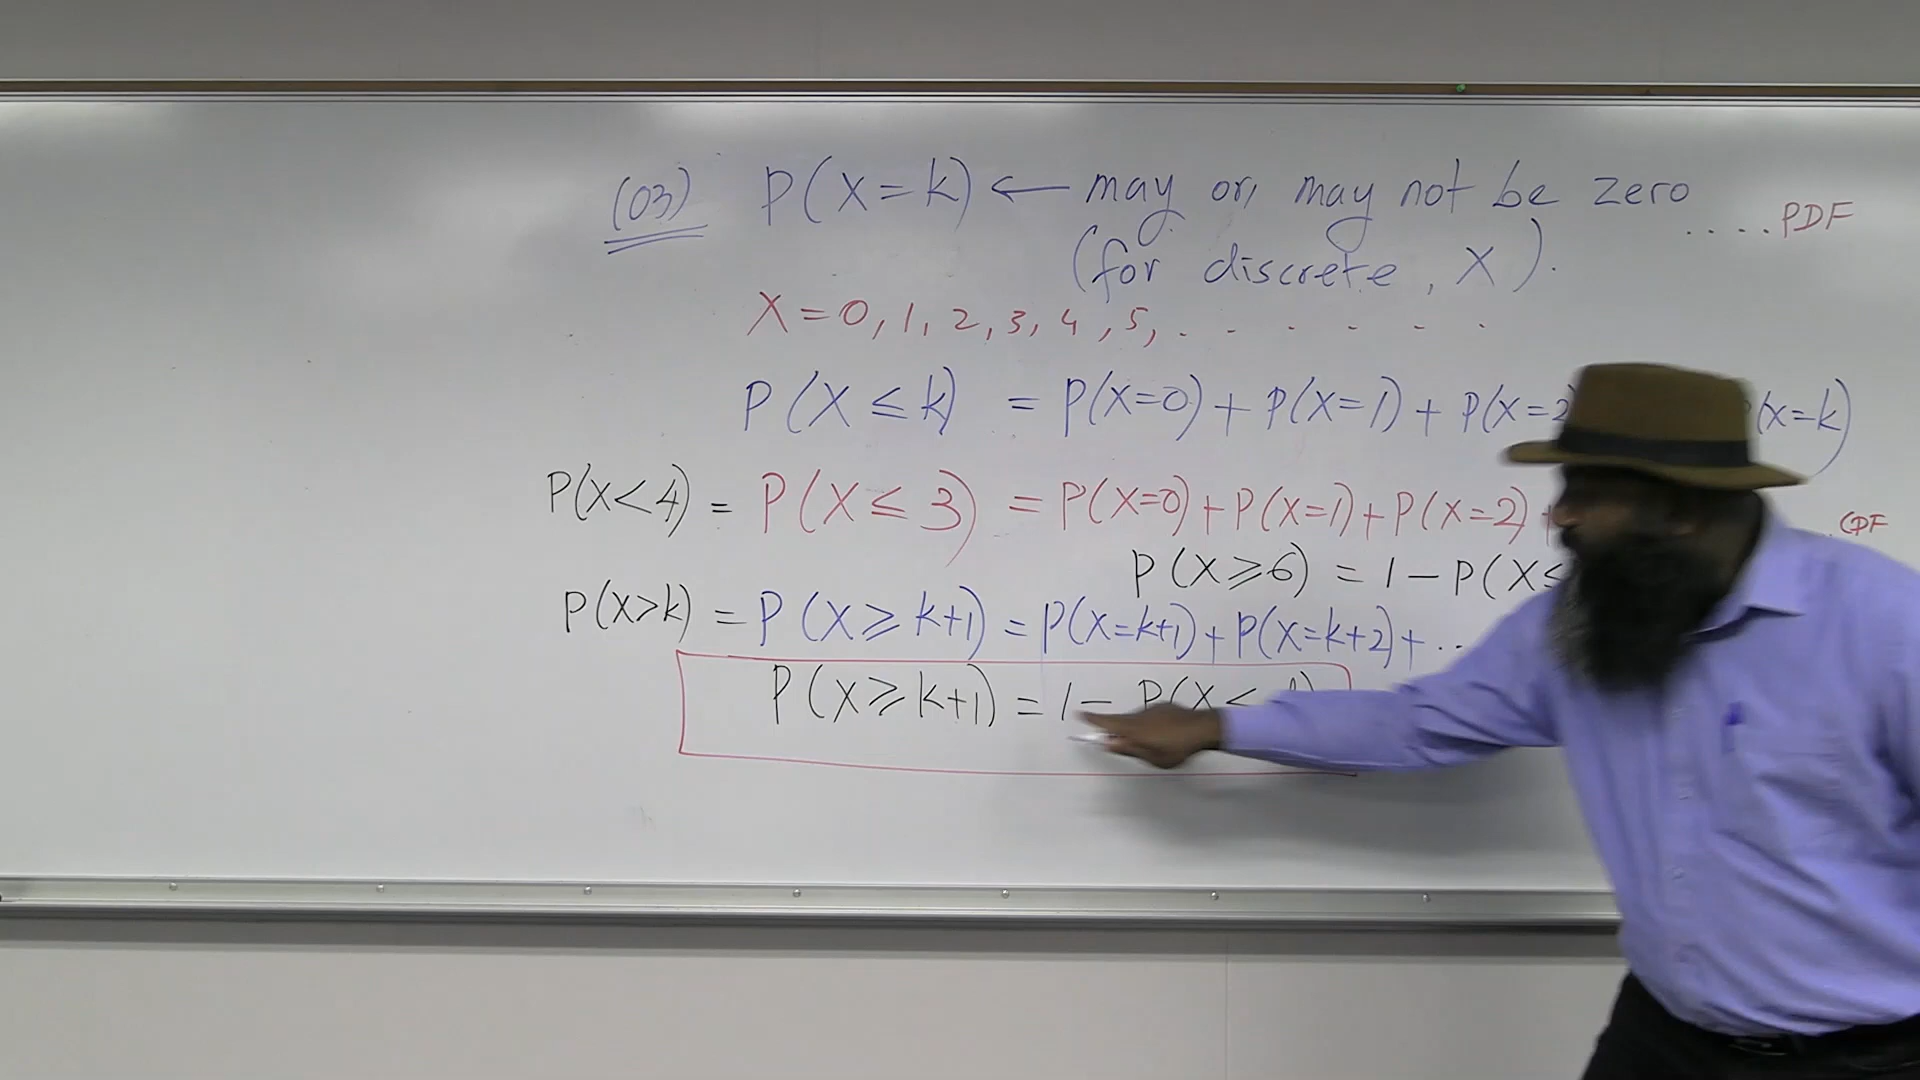 (03) P(X=k) ← may or may not be zero
..... PDF
(for discrete, X).
X = 0, 1, 2, 3, 4, 5, . - . - . - .
P(X ≤ k) = P(X=0) + P(X=1) + P(X=2 (X=k)
P(X<4) = P(X ≤ 3) = P(X=0) + P(X=1) + P(X=2) + . CDF
P(X⩾6) = 1 - P(X≤
P(X>k) = P(X⩾k+1) = P(X=k+1) + P(X=k+2) + ...
P(X⩾k+1) = 1 - P(X ≤